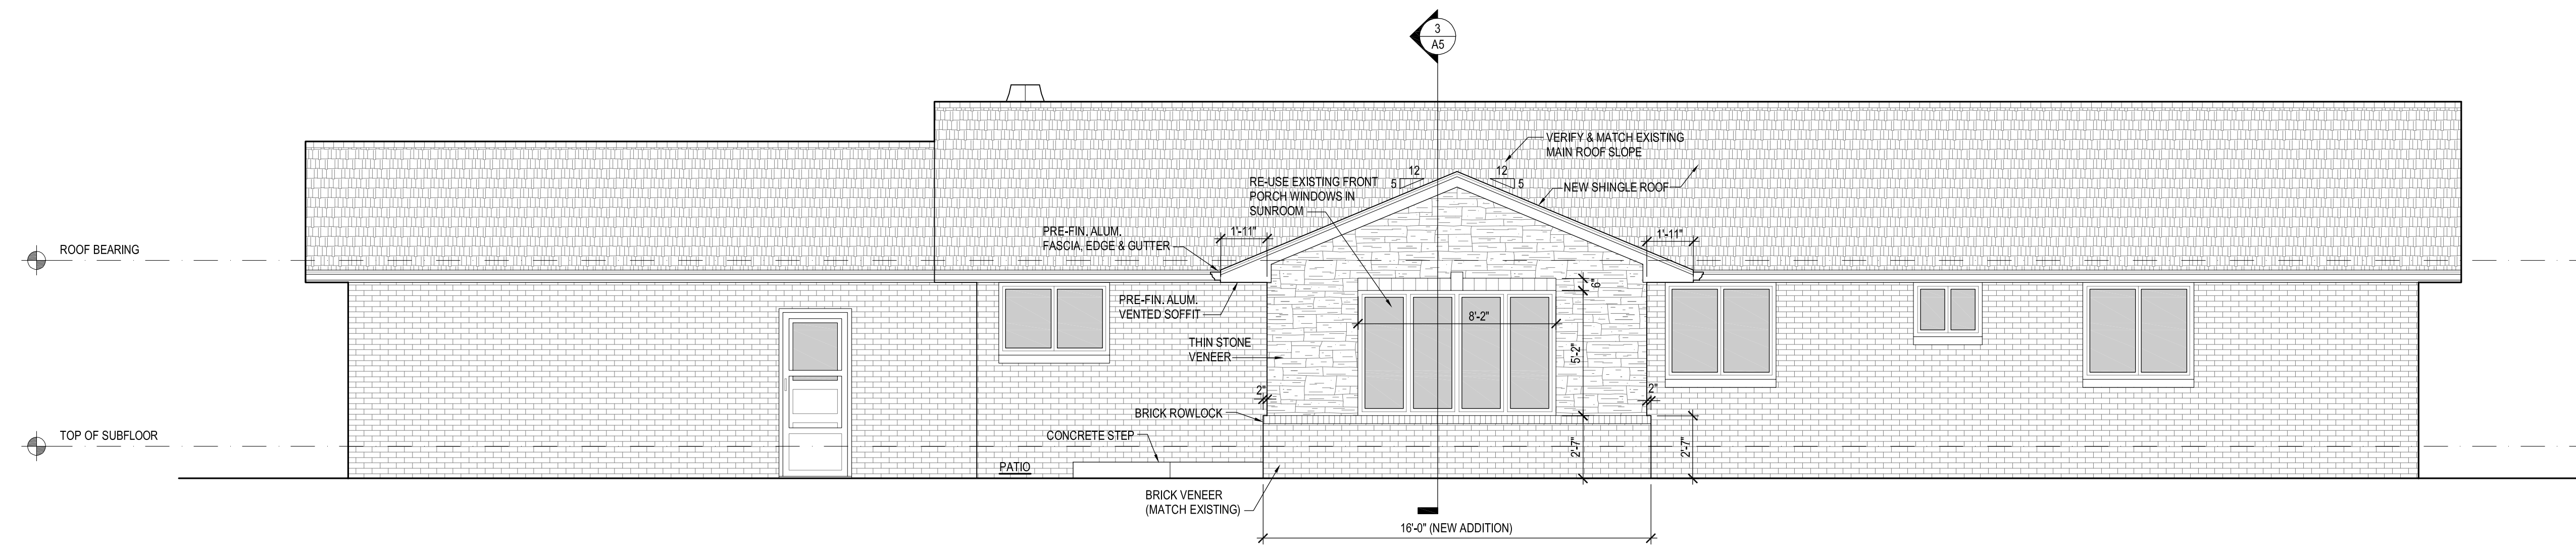 3
A5
VERIFY & MATCH EXISTING
MAIN ROOF SLOPE
12
5
12
5
RE-USE EXISTING FRONT
PORCH WINDOWS IN
SUNROOM
NEW SHINGLE ROOF
PRE-FIN. ALUM.
FASCIA, EDGE & GUTTER
1'-11"
1'-11"
ROOF BEARING
6"
PRE-FIN. ALUM.
VENTED SOFFIT
8'-2"
THIN STONE
VENEER
5'-2"
2"
2"
BRICK ROWLOCK
TOP OF SUBFLOOR
CONCRETE STEP
2'-7"
2'-7"
PATIO
BRICK VENEER
(MATCH EXISTING)
16'-0" (NEW ADDITION)